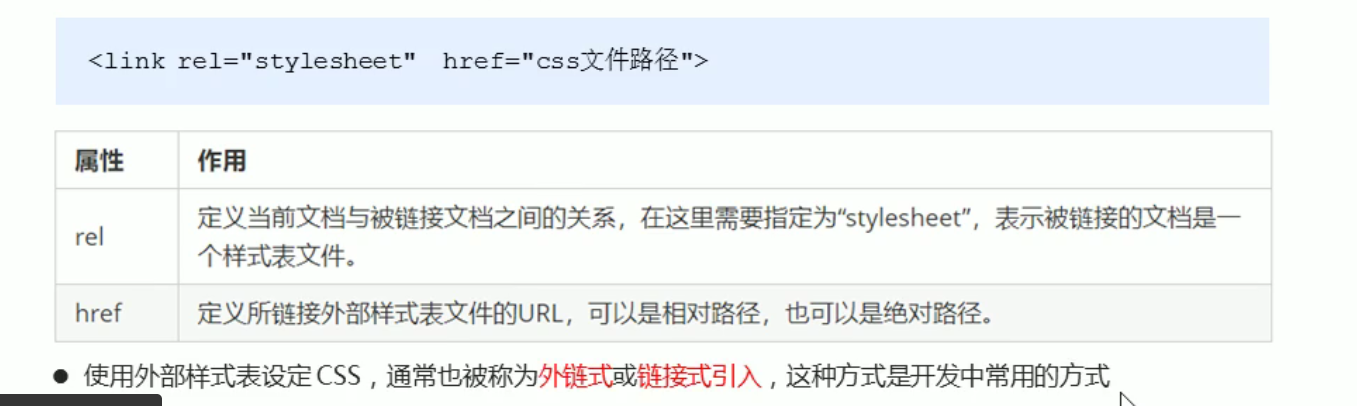 <link rel="stylesheet"  href="css文件路径">
属性 作用
rel 定义当前文档与被链接文档之间的关系，在这里需要指定为“stylesheet”，表示被链接的文档是一
个样式表文件。
href 定义所链接外部样式表文件的URL，可以是相对路径，也可以是绝对路径。
● 使用外部样式表设定 CSS，通常也被称为外链式或链接式引入，这种方式是开发中常用的方式